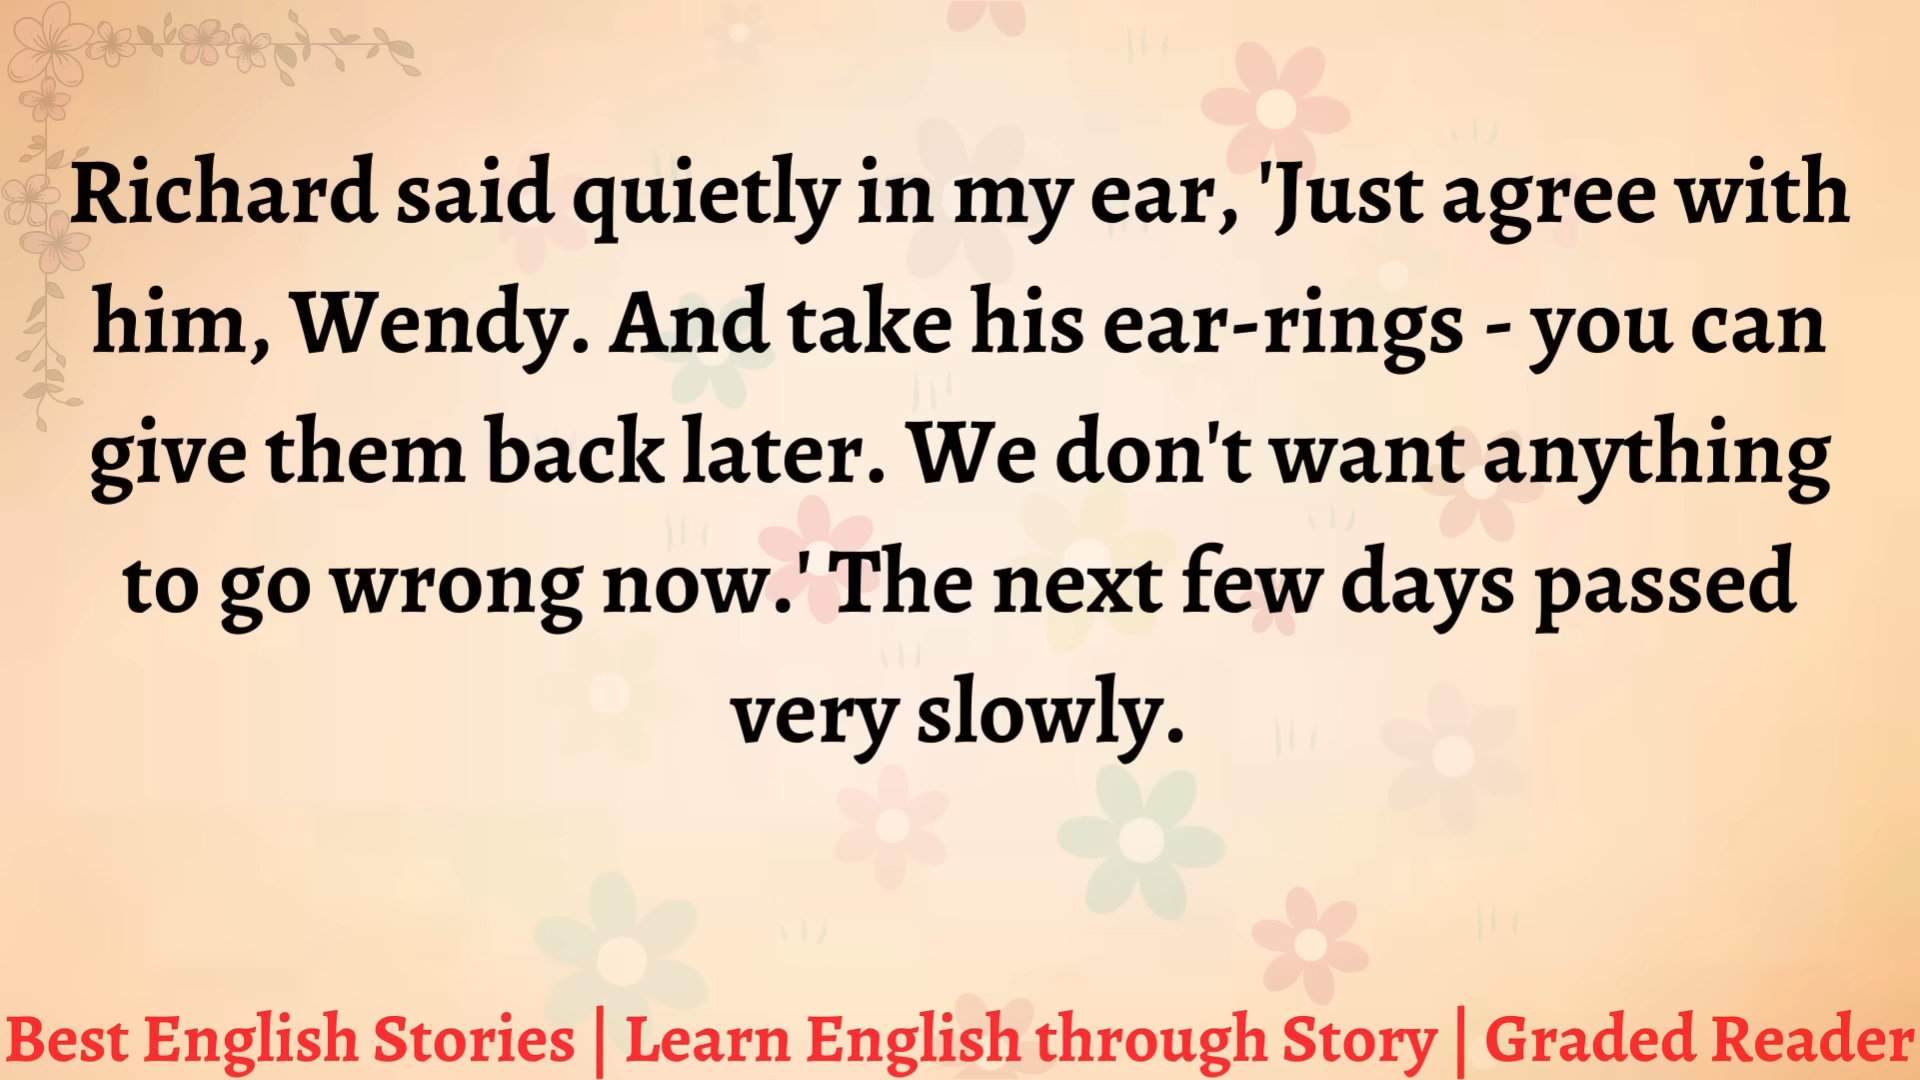 Richard said quietly in my ear, 'Just agree with
him, Wendy. And take his ear-rings - you can
give them back later. We don't want anything
to go wrong now.' The next few days passed
very slowly.
Best English Stories | Learn English through Story | Graded Reader